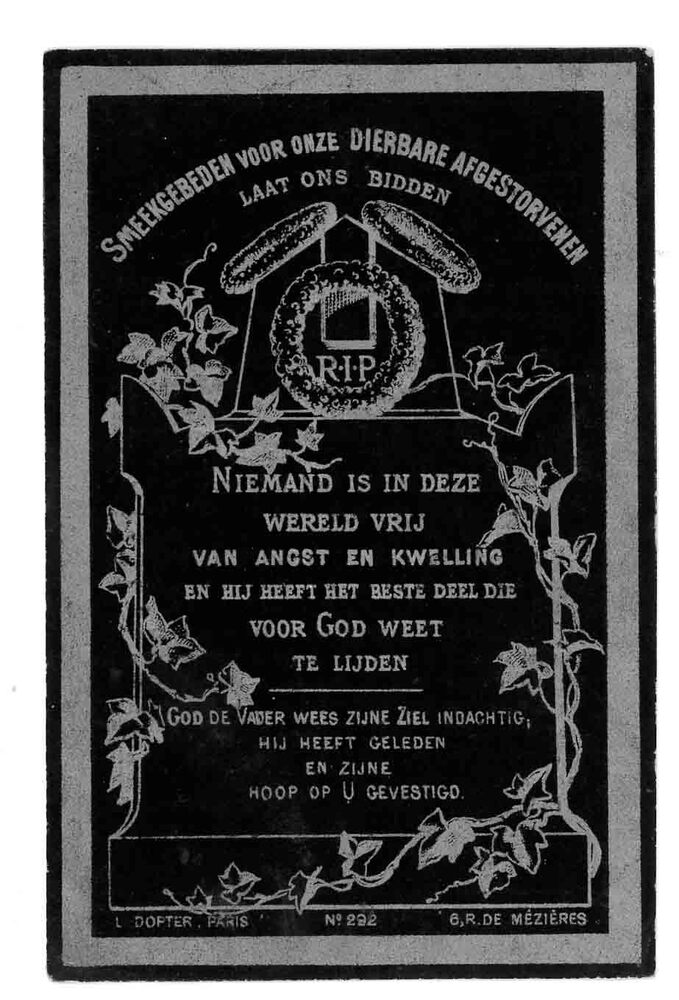 SMEEKGEBEDEN VOOR ONZE DIERBARE AFGESTORVENEN
LAAT ONS BIDDEN
R·I·P
NIEMAND IS IN DEZE
WERELD VRIJ
VAN ANGST EN KWELLING
EN HIJ HEEFT HET BESTE DEEL DIE
VOOR GOD WEET
TE LIJDEN
GOD DE VADER WEES ZIJNE ZIEL INDACHTIG;
HIJ HEEFT GELEDEN
EN ZIJNE
HOOP OP U GEVESTIGD.
L DOPTER, PARIS Nº 292 6, R. DE MÉZIÈRES